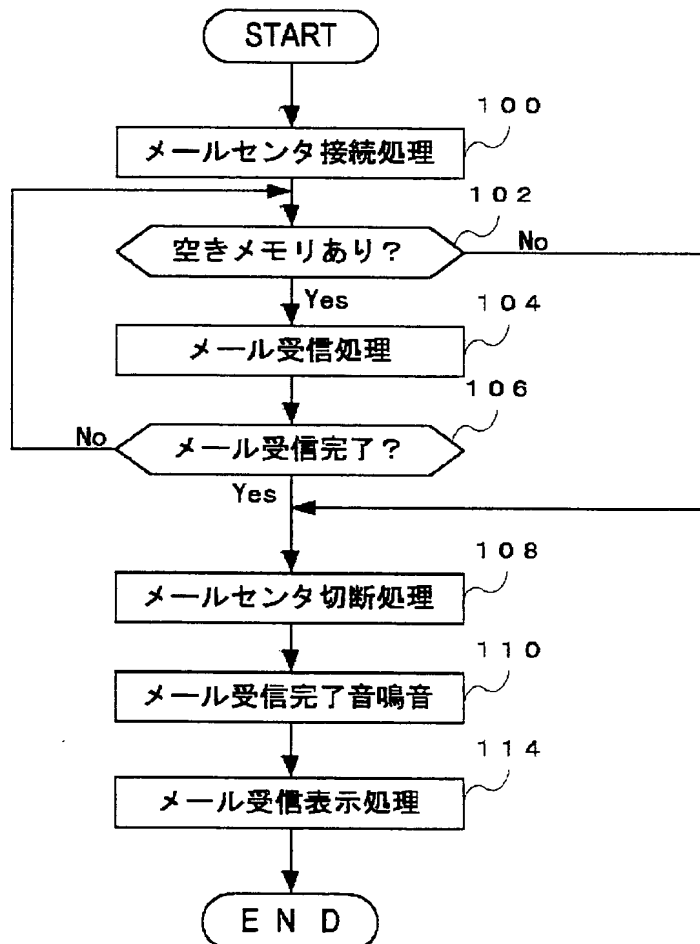 START
100
メールセンタ接続処理
102
空きメモリあり？
No
Yes
104
メール受信処理
106
メール受信完了？
No
Yes
108
メールセンタ切断処理
110
メール受信完了音鳴音
114
メール受信表示処理
END